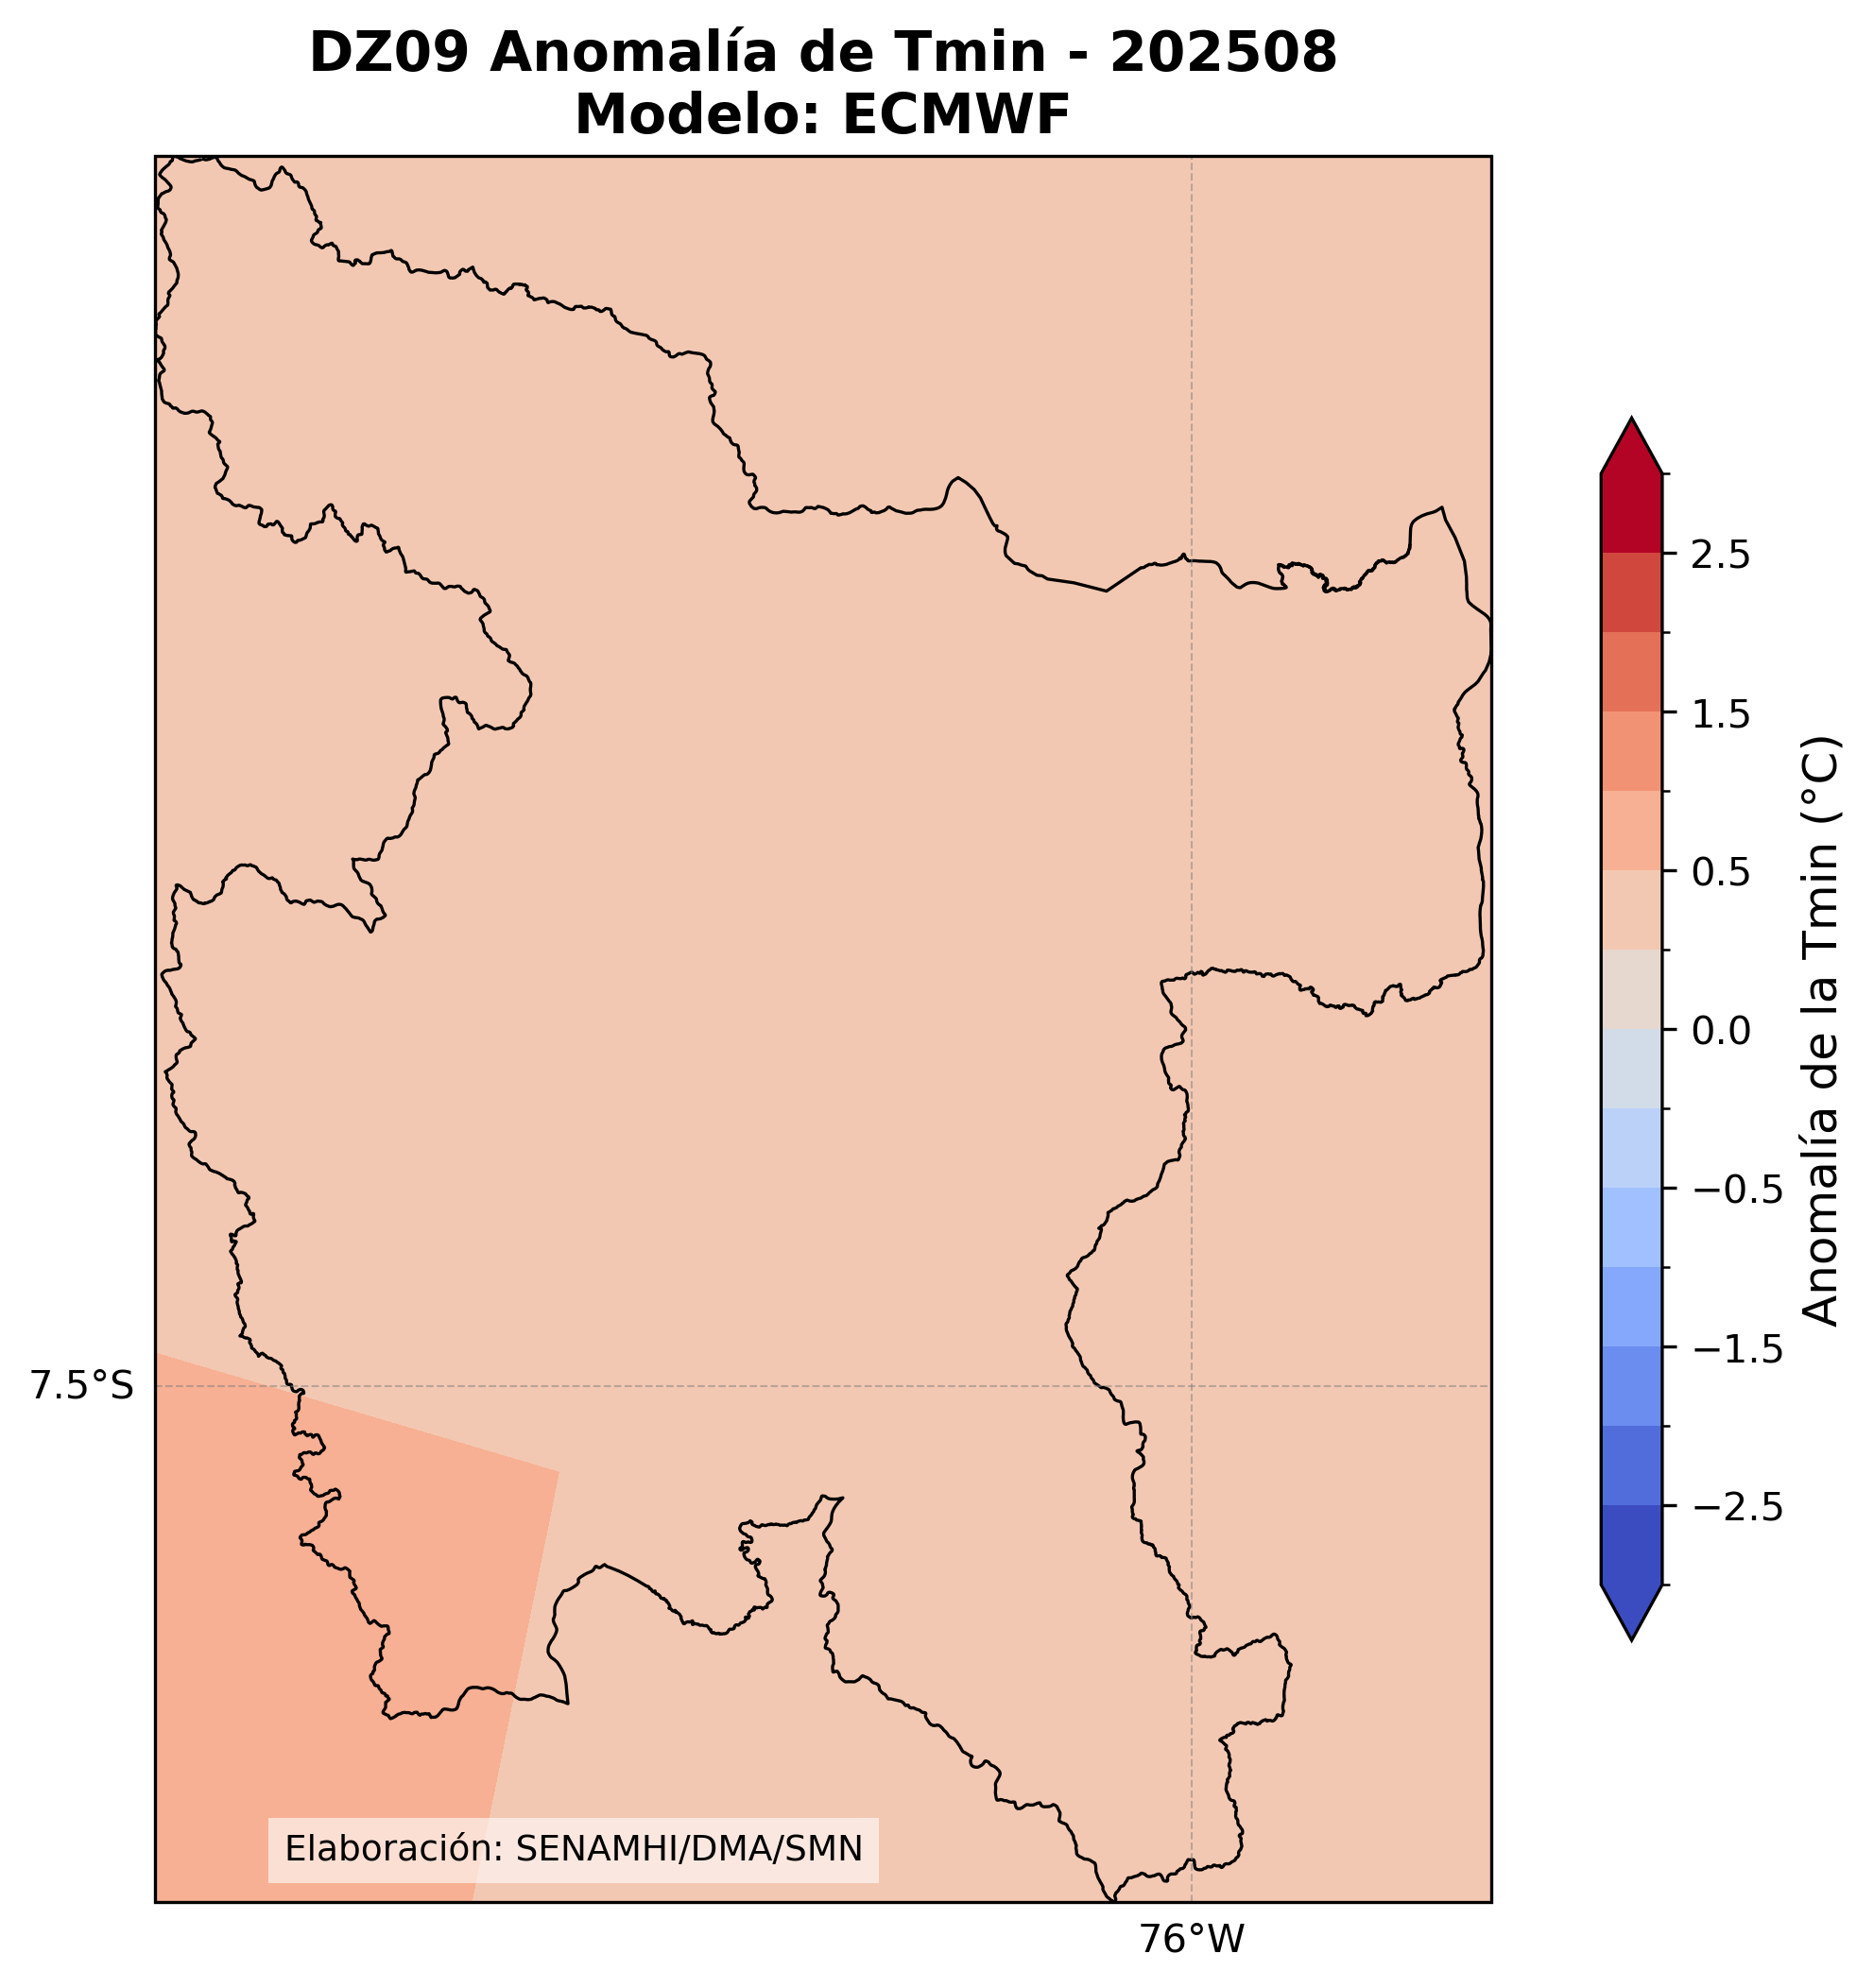 DZ09 Anomalía de Tmin - 202508
Modelo: ECMWF
2.5
1.5
0.5
0.0
−0.5
−1.5
−2.5
Anomalía de la Tmin (°C)
7.5°S
Elaboración: SENAMHI/DMA/SMN
76°W